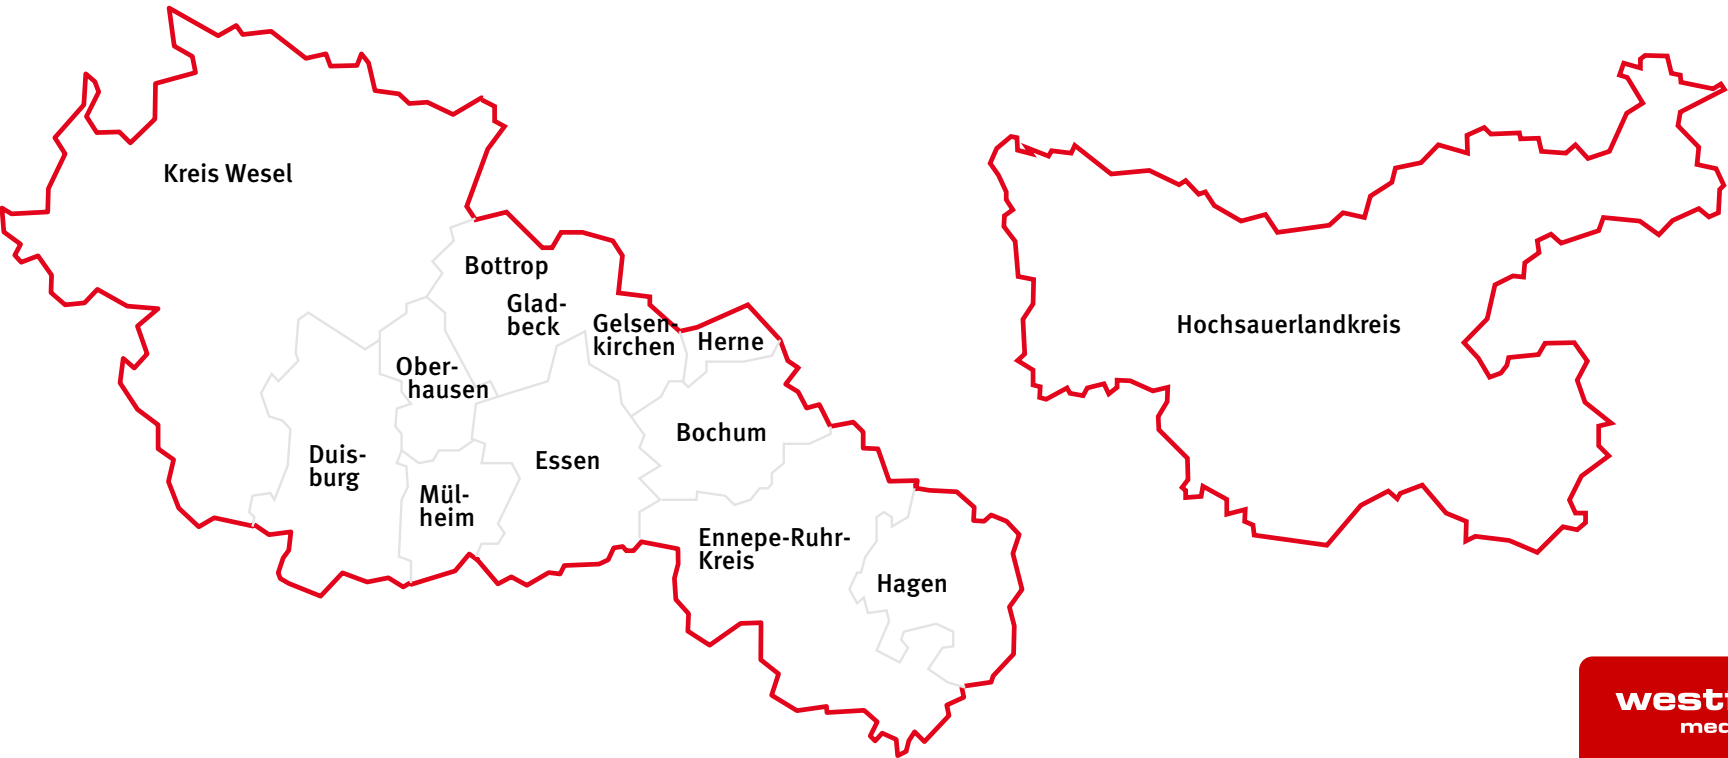 Kreis Wesel
Bottrop
Glad-
beck
Gelsen-
kirchen
Herne
Hochsauerlandkreis
Ober-
hausen
Bochum
Duis-
burg
Essen
Mül-
heim
Ennepe-Ruhr-
Kreis
Hagen